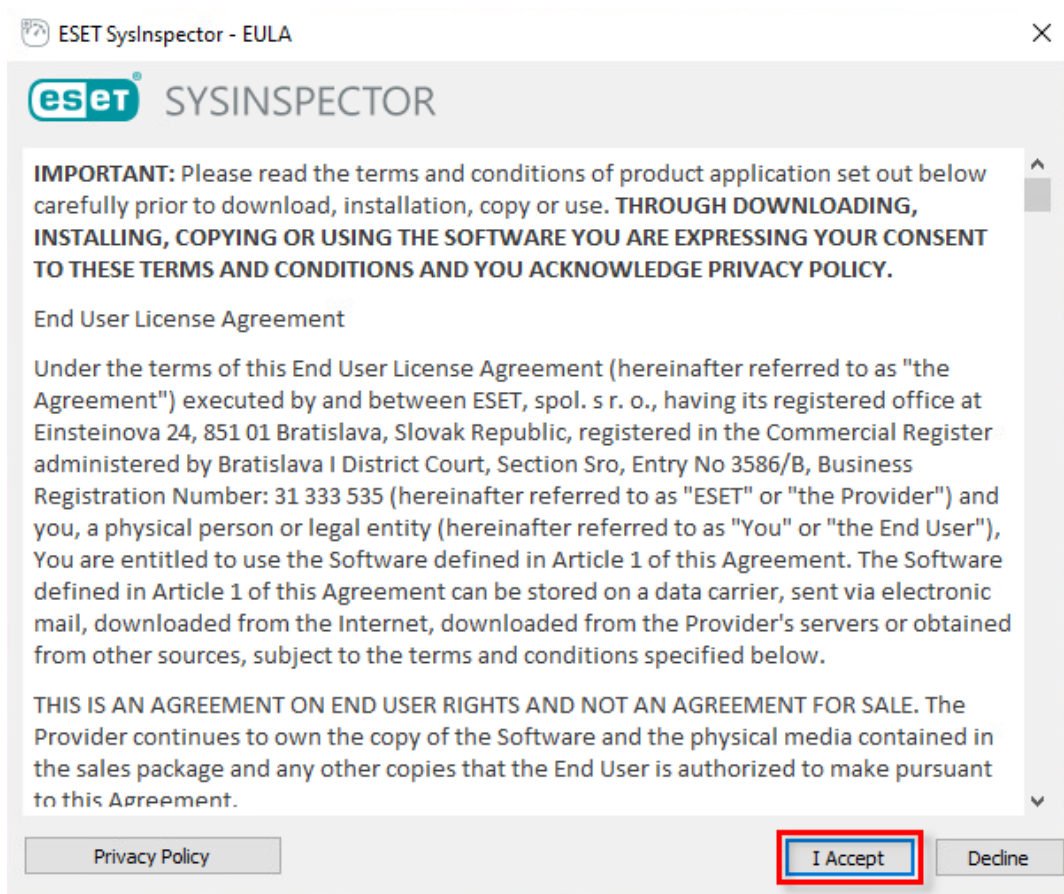 ESET SysInspector - EULA
eset® SYSINSPECTOR
IMPORTANT: Please read the terms and conditions of product application set out below
carefully prior to download, installation, copy or use. THROUGH DOWNLOADING,
INSTALLING, COPYING OR USING THE SOFTWARE YOU ARE EXPRESSING YOUR CONSENT
TO THESE TERMS AND CONDITIONS AND YOU ACKNOWLEDGE PRIVACY POLICY.
End User License Agreement
Under the terms of this End User License Agreement (hereinafter referred to as "the
Agreement") executed by and between ESET, spol. s r. o., having its registered office at
Einsteinova 24, 851 01 Bratislava, Slovak Republic, registered in the Commercial Register
administered by Bratislava I District Court, Section Sro, Entry No 3586/B, Business
Registration Number: 31 333 535 (hereinafter referred to as "ESET" or "the Provider") and
you, a physical person or legal entity (hereinafter referred to as "You" or "the End User"),
You are entitled to use the Software defined in Article 1 of this Agreement. The Software
defined in Article 1 of this Agreement can be stored on a data carrier, sent via electronic
mail, downloaded from the Internet, downloaded from the Provider's servers or obtained
from other sources, subject to the terms and conditions specified below.
THIS IS AN AGREEMENT ON END USER RIGHTS AND NOT AN AGREEMENT FOR SALE. The
Provider continues to own the copy of the Software and the physical media contained in
the sales package and any other copies that the End User is authorized to make pursuant
to this Agreement.
Privacy Policy
I Accept
Decline